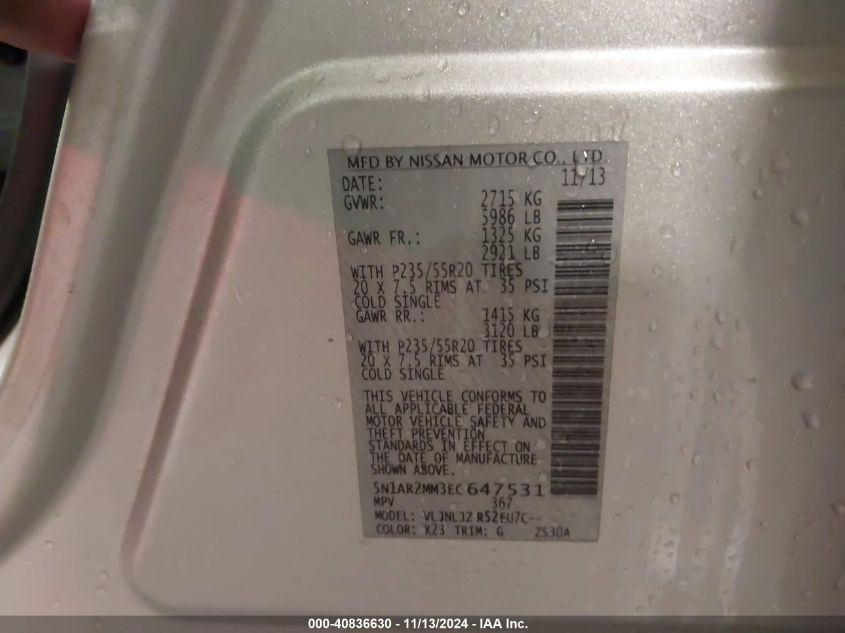 MFD BY NISSAN MOTOR CO., LTD
DATE: 11/13
GVWR: 2715 KG
5986 LB
GAWR FR.: 1325 KG
2921 LB
WITH P235/55R20 TIRES
20 X 7.5 RIMS AT 35 PSI
COLD SINGLE
GAWR RR.: 1415 KG
3120 LB
WITH P235/55R20 TIRES
20 X 7.5 RIMS AT 35 PSI
COLD SINGLE
THIS VEHICLE CONFORMS TO
ALL APPLICABLE FEDERAL
MOTOR VEHICLE SAFETY AND
THEFT PREVENTION
STANDARDS IN EFFECT ON
THE DATE OF MANUFACTURE
SHOWN ABOVE.
5N1AR2MM3EC647531
MPV 367
MODEL: VLJNLJZ R52EU7C--
COLOR: K23 TRIM: G ZS30A
000-40836630 - 11/13/2024 - IAA Inc.